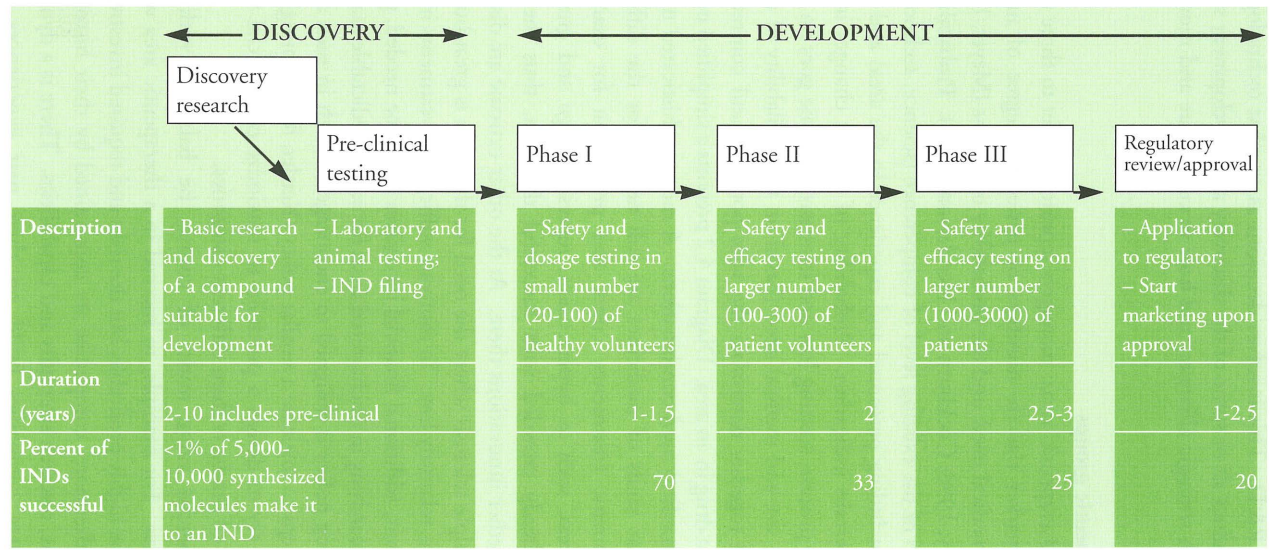 DISCOVERY
DEVELOPMENT
Discovery
research
Pre-clinical
testing
Phase I
Phase II
Phase III
Regulatory
review/approval
Description
– Basic research
and discovery
of a compound
suitable for
development
– Laboratory and
animal testing;
– IND filing
– Safety and
dosage testing in
small number
(20-100) of
healthy volunteers
– Safety and
efficacy testing on
larger number
(100-300) of
patient volunteers
– Safety and
efficacy testing on
larger number
(1000-3000) of
patients
– Application
to regulator;
– Start
marketing upon
approval
Duration
(years)
2-10 includes pre-clinical
1-1.5
2
2.5-3
1-2.5
Percent of
INDs
successful
<1% of 5,000-
10,000 synthesized
molecules make it
to an IND
70
33
25
20